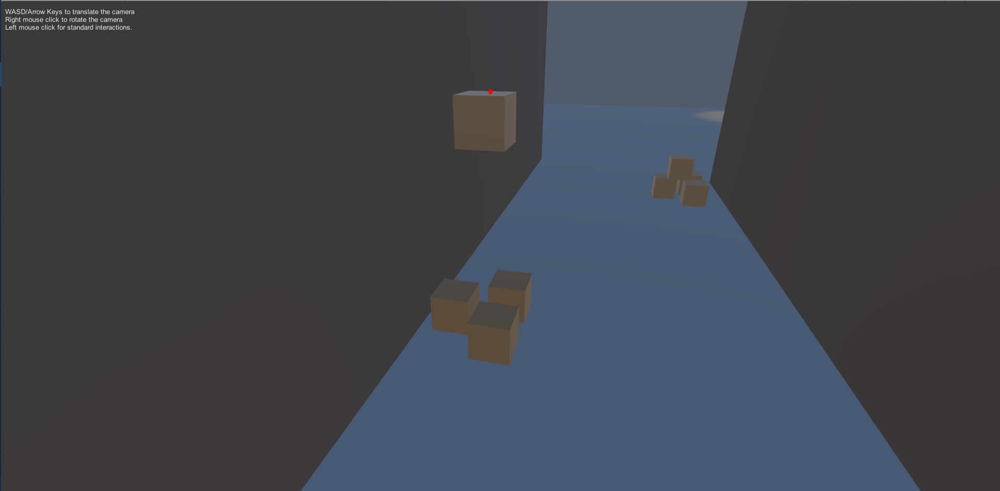 WASD/Arrow Keys to translate the camera
Right mouse click to rotate the camera
Left mouse click for standard interactions.